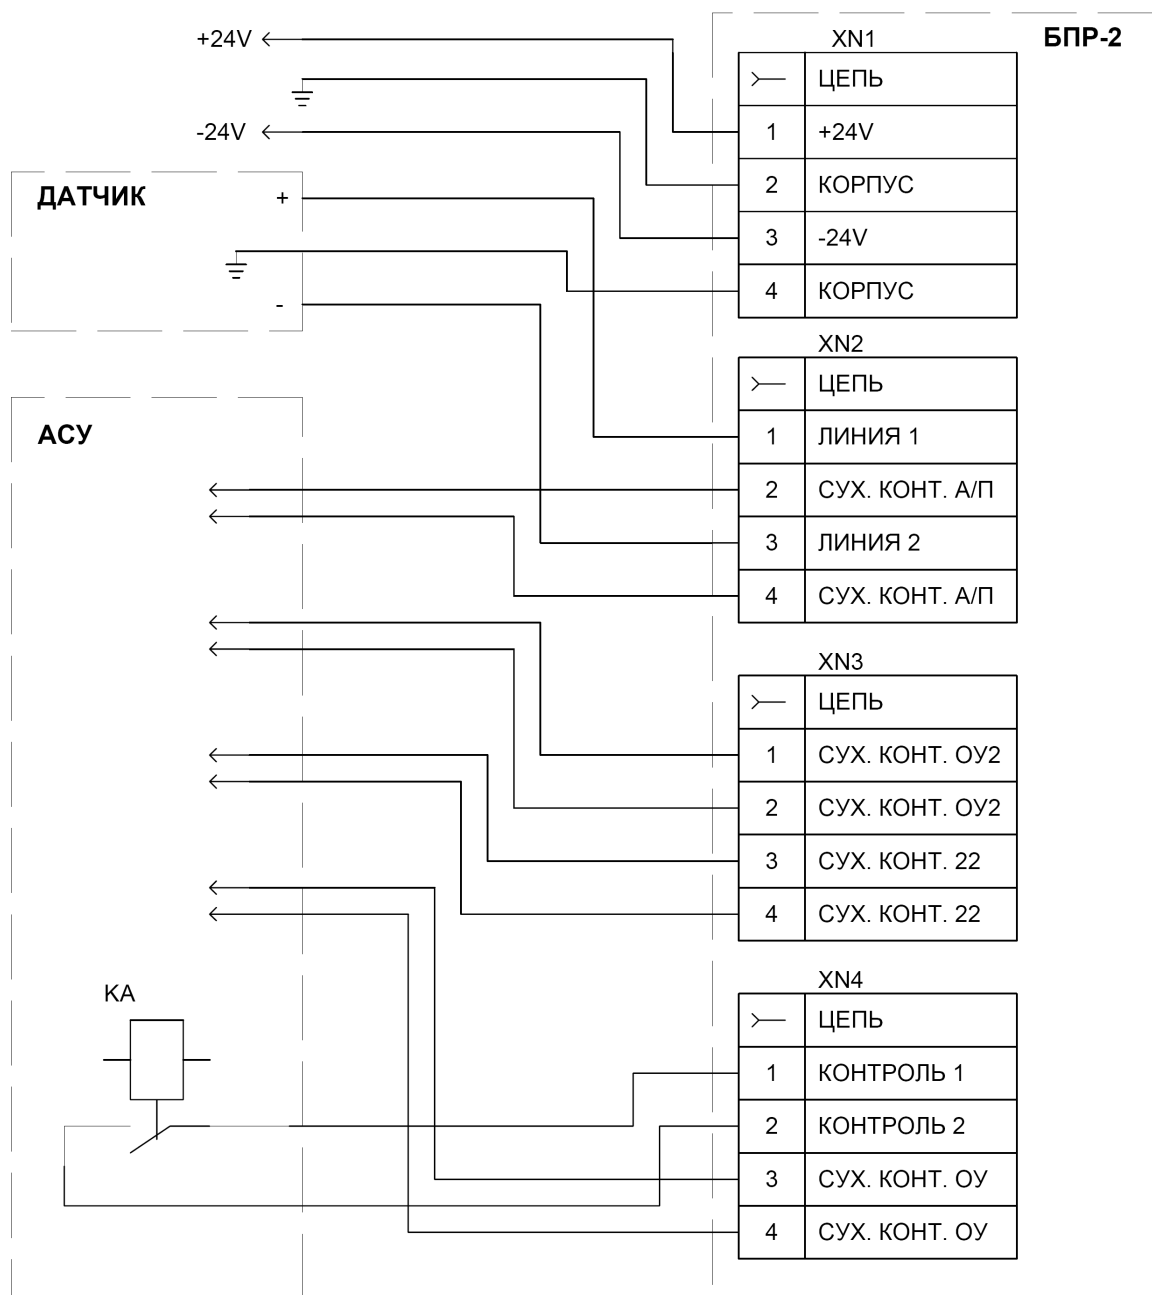 +24V
-24V
ДАТЧИК
+
-
АСУ
KA
БПР-2
XN1
ЦЕПЬ
1 +24V
2 КОРПУС
3 -24V
4 КОРПУС
XN2
ЦЕПЬ
1 ЛИНИЯ 1
2 СУХ. КОНТ. А/П
3 ЛИНИЯ 2
4 СУХ. КОНТ. А/П
XN3
ЦЕПЬ
1 СУХ. КОНТ. ОУ2
2 СУХ. КОНТ. ОУ2
3 СУХ. КОНТ. 22
4 СУХ. КОНТ. 22
XN4
ЦЕПЬ
1 КОНТРОЛЬ 1
2 КОНТРОЛЬ 2
3 СУХ. КОНТ. ОУ
4 СУХ. КОНТ. ОУ